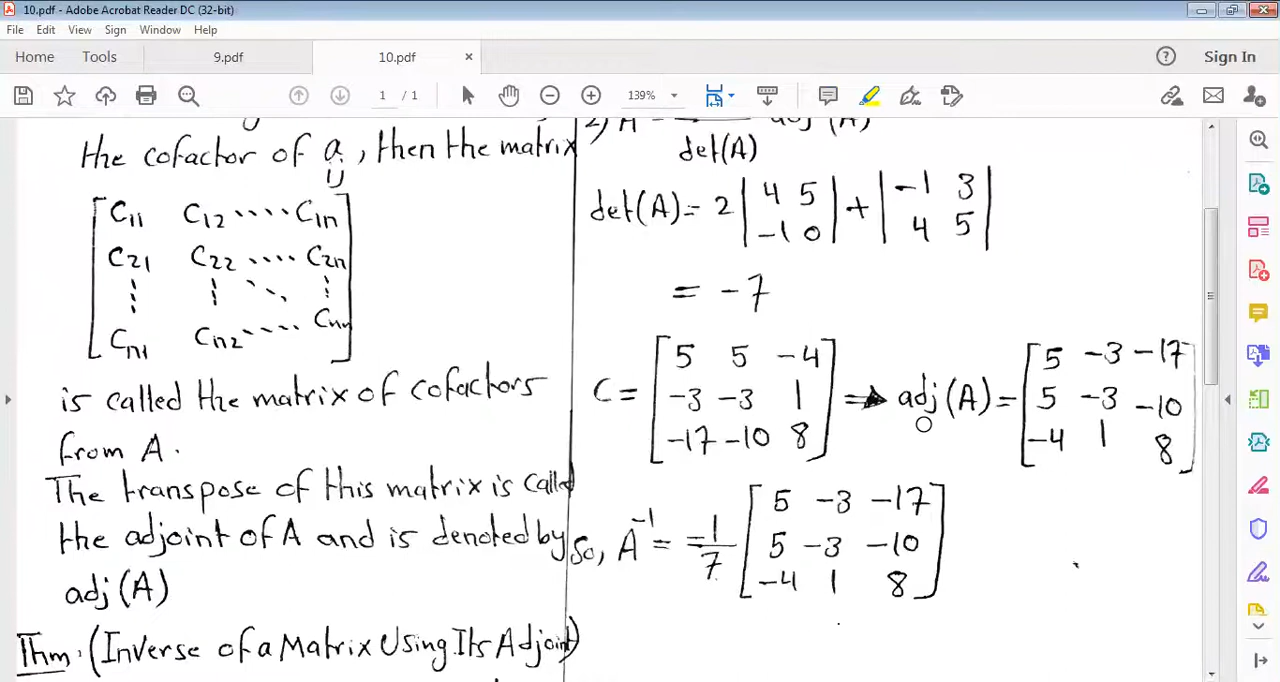 10.pdf - Adobe Acrobat Reader DC (32-bit)
File Edit View Sign Window Help
Home Tools 9.pdf 10.pdf × Sign In
1 / 1 139%
the cofactor of aij, then the matrix
[C11 C12 .... C1n
C21 C22 .... C2n
⋮ ⋮ ⋱ ⋮
Cn1 Cn2 .... Cnn]
is called the matrix of cofactors
from A.
The transpose of this matrix is called
the adjoint of A and is denoted by
adj(A)
Thm. (Inverse of a Matrix Using Its Adjoint)
2) A = adj(A)
det(A)
det(A) = 2 |4 5| + |-1 3|
|-1 0| |4 5|
= -7
C = [5 5 -4
-3 -3 1
-17 -10 8] ⇒ adj(A) = [5 -3 -17
5 -3 -10
-4 1 8]
So, A^-1 = -1/7 [5 -3 -17
5 -3 -10
-4 1 8]